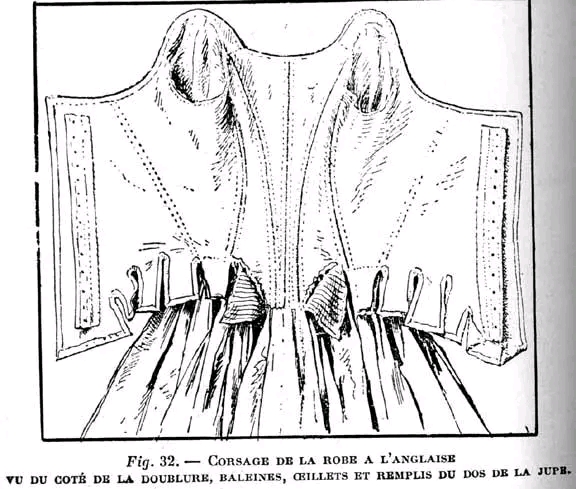 Fig. 32. — CORSAGE DE LA ROBE A L'ANGLAISE
VU DU COTÉ DE LA DOUBLURE, BALEINES, ŒILLETS ET REMPLIS DU DOS DE LA JUPE.